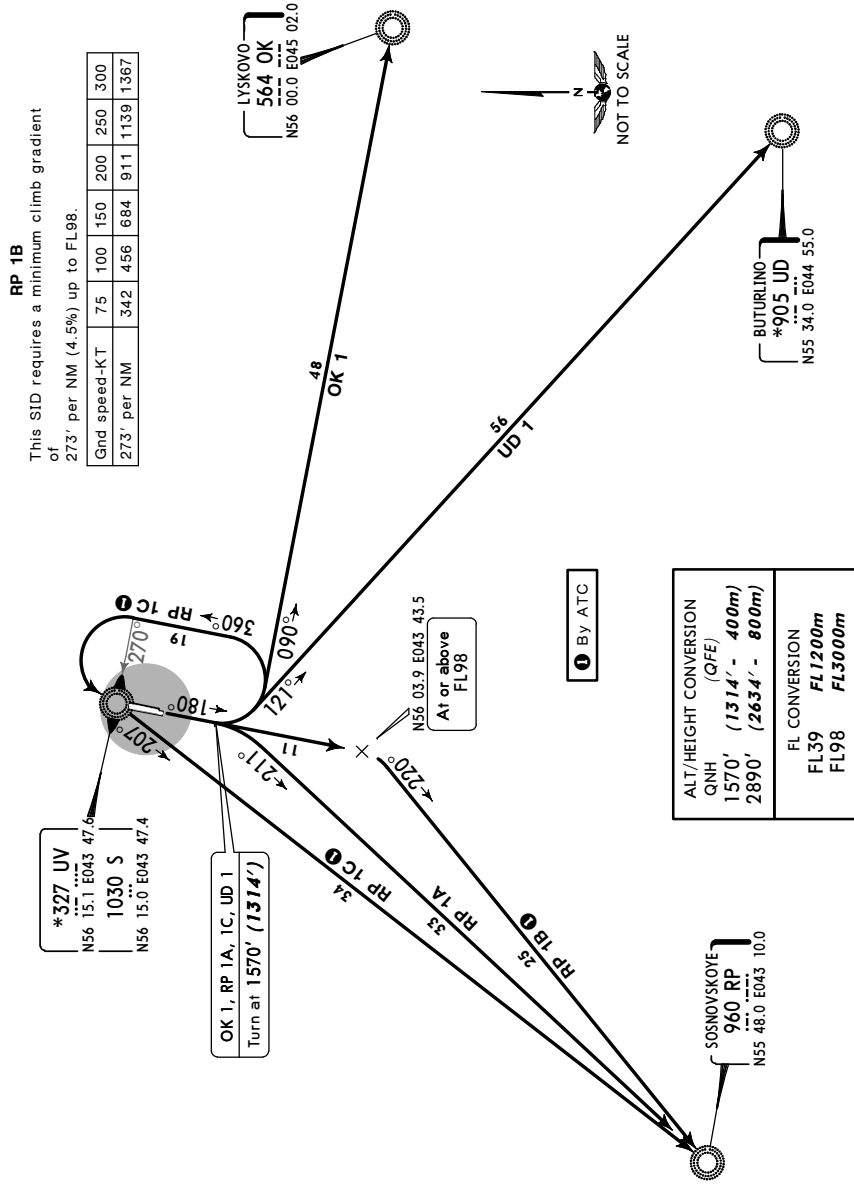 RP 1B
This SID requires a minimum climb gradient
of
273' per NM (4.5%) up to FL98.
Gnd speed-KT 75 100 150 200 250 300
273' per NM 342 456 684 911 1139 1367
LYSKOVO
564 OK
N56 00.0 E045 02.0
N
NOT TO SCALE
48
OK 1
56
UD 1
BUTURLINO
*905 UD
N55 34.0 E044 55.0
❶ RP 1C
19
360°
270°
090°
121°
180°
207°
211°
11
*327 UV
N56 15.1 E043 47.6
1030 S
N56 15.0 E043 47.4
OK 1, RP 1A, 1C, UD 1
Turn at 1570' (1314')
N56 03.9 E043 43.5
At or above
FL98
220°
❶ By ATC
34
RP 1C ❶
33
RP 1A
25
RP 1B ❶
SOSNOVSKOYE
960 RP
N55 48.0 E043 10.0
ALT/HEIGHT CONVERSION
QNH (QFE)
1570' (1314' - 400m)
2890' (2634' - 800m)
FL CONVERSION
FL39 FL1200m
FL98 FL3000m